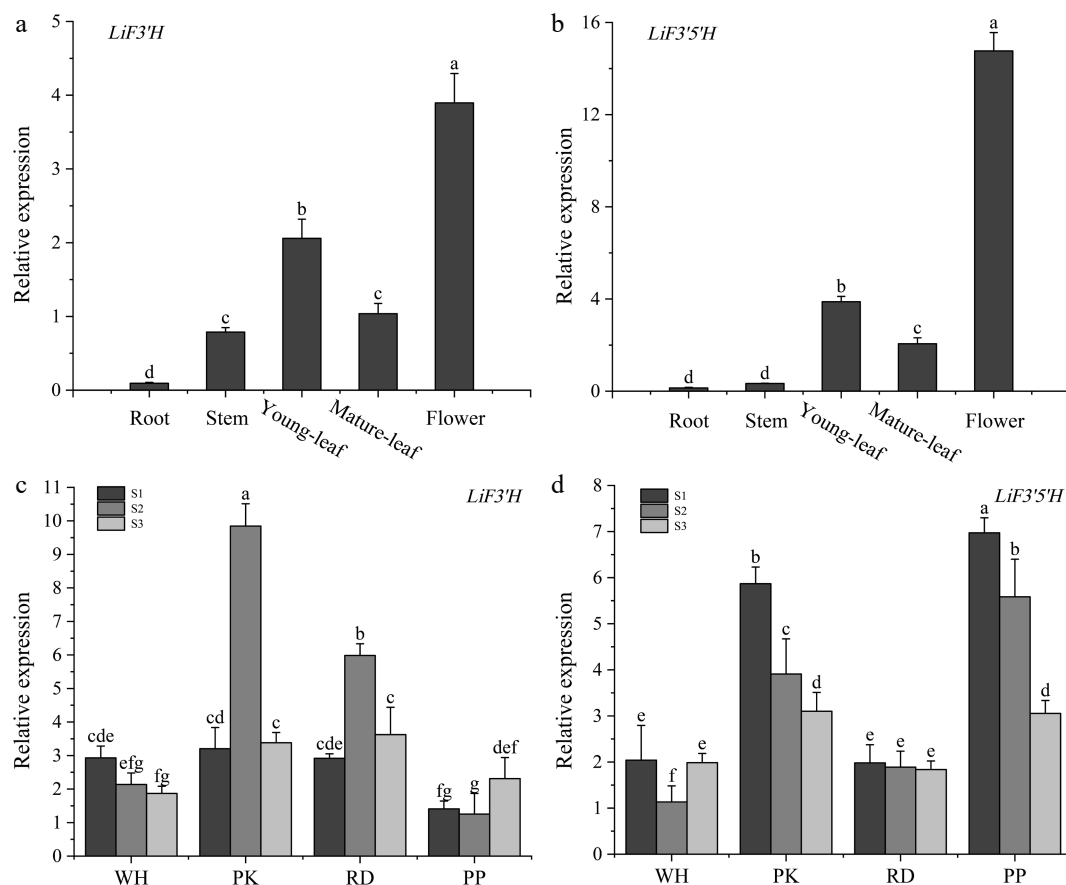 a
LiF3'H
Relative expression
5
4
3
2
1
0
d
c
b
c
a
Root
Stem
Young-leaf
Mature-leaf
Flower
b
LiF3'5'H
Relative expression
16
12
8
4
0
d
d
b
c
a
Root
Stem
Young-leaf
Mature-leaf
Flower
c
S1
S2
S3
LiF3'H
Relative expression
11
10
9
8
7
6
5
4
3
2
1
0
cde
efg
fg
cd
a
c
cde
b
c
fg
g
def
WH
PK
RD
PP
d
S1
S2
S3
LiF3'5'H
Relative expression
8
7
6
5
4
3
2
1
0
e
f
e
b
c
d
e
e
e
a
b
d
WH
PK
RD
PP